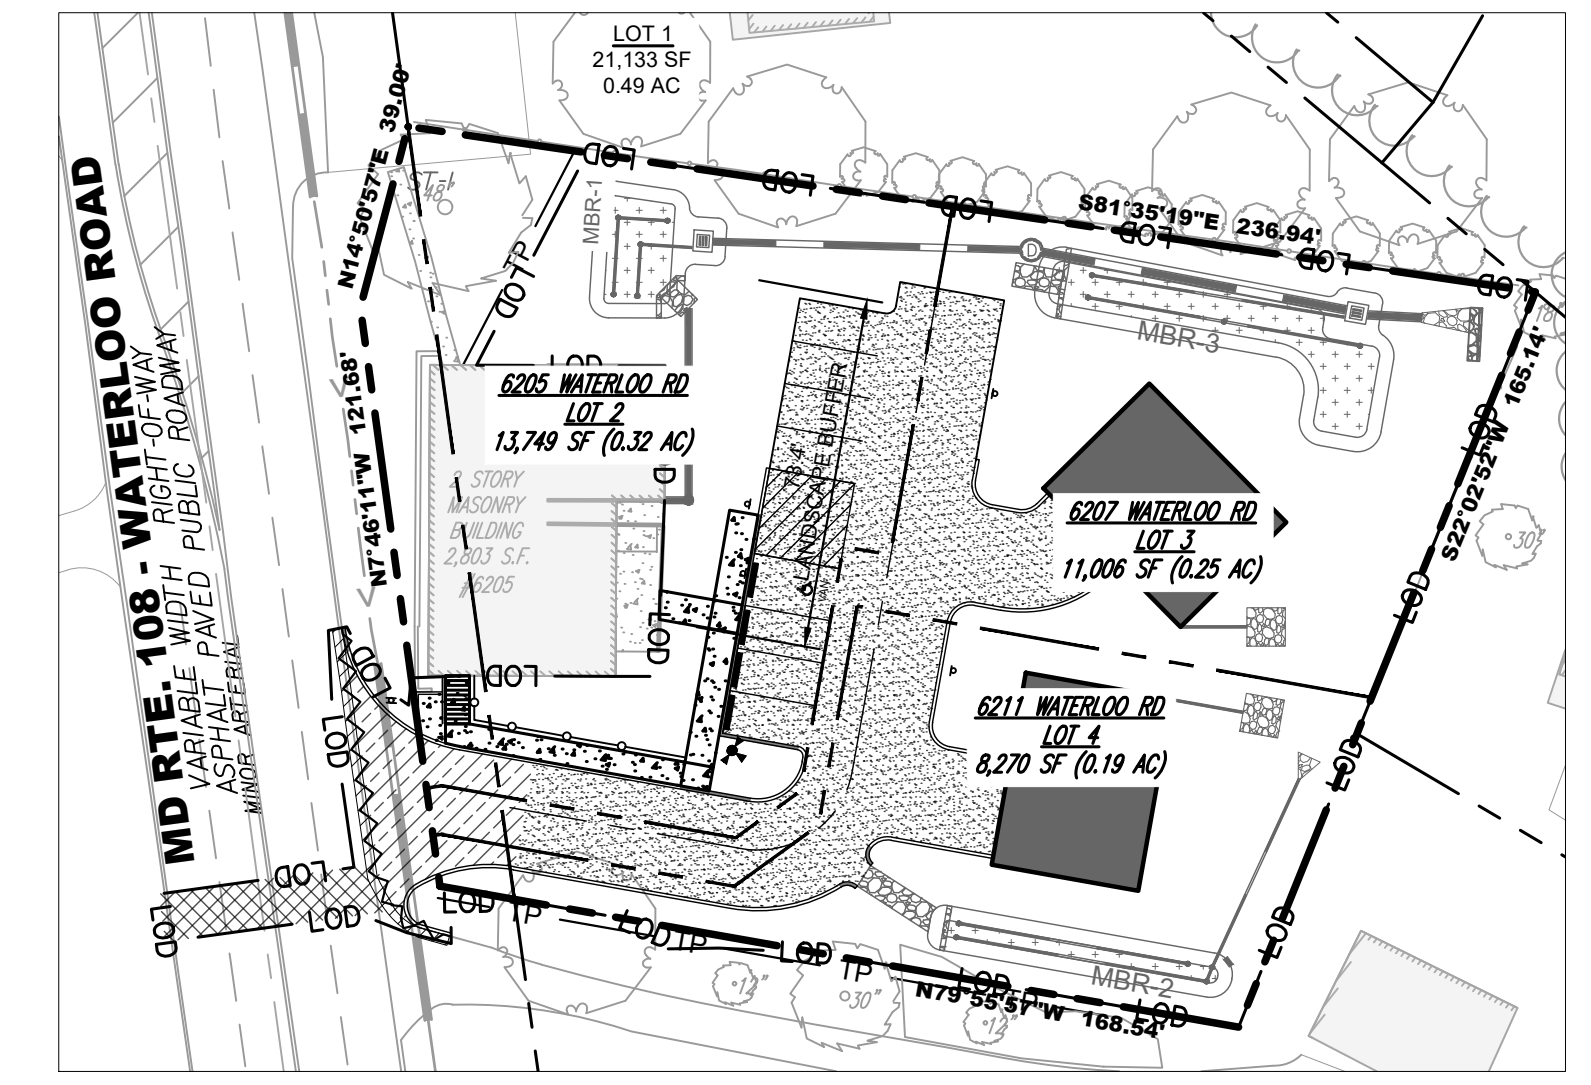 LOT 1
21,133 SF
0.49 AC
N14°50'57"E 39.00'
ST-1
48"
MBR-1
S81°35'19"E 236.94'
LOD
LOD
LOD
LOD
LOD
LOD
TP
LOD
D
18"
MBR-3
MD RTE. 108 - WATERLOO ROAD
VARIABLE WIDTH RIGHT-OF-WAY
ASPHALT PAVED PUBLIC ROADWAY
MINOR ARTERIAL
N7°46'11"W 121.68'
LOD
6205 WATERLOO RD
LOT 2
13,749 SF (0.32 AC)
2 STORY
MASONRY
BUILDING
2,803 S.F.
#6205
LANDSCAPE BUFFER
VAN
6207 WATERLOO RD
LOT 3
11,006 SF (0.25 AC)
S22°02'52"W 165.14'
LOD
LOD
30"
LOD
LOD
LOD
LOD
6211 WATERLOO RD
LOT 4
8,270 SF (0.19 AC)
LOD
LOD
LOD
LOD
LOD
LOD
TP
LOD
TP
LOD
TP
LOD
LOD
12"
30"
12"
MBR-2
N79°55'57"W 168.54'